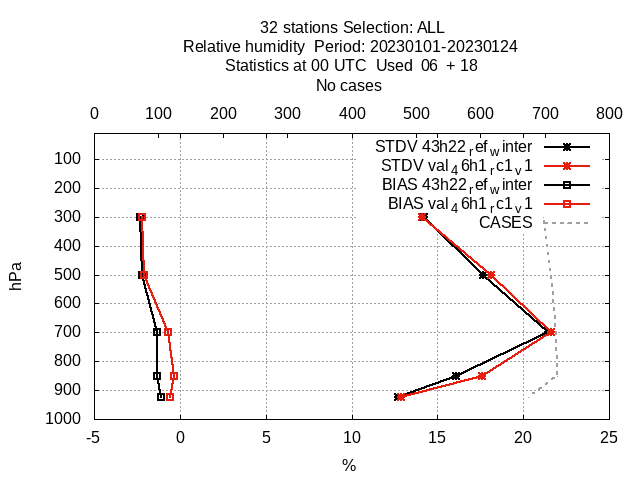 32 stations Selection: ALL
Relative humidity  Period: 20230101-20230124
Statistics at 00 UTC  Used  06  + 18
No cases
0 100 200 300 400 500 600 700 800
STDV 43h22_ref_winter
STDV val_46h1_rc1_v1
BIAS 43h22_ref_winter
BIAS val_46h1_rc1_v1
CASES
hPa
100
200
300
400
500
600
700
800
900
1000
-5 0 5 10 15 20 25
%